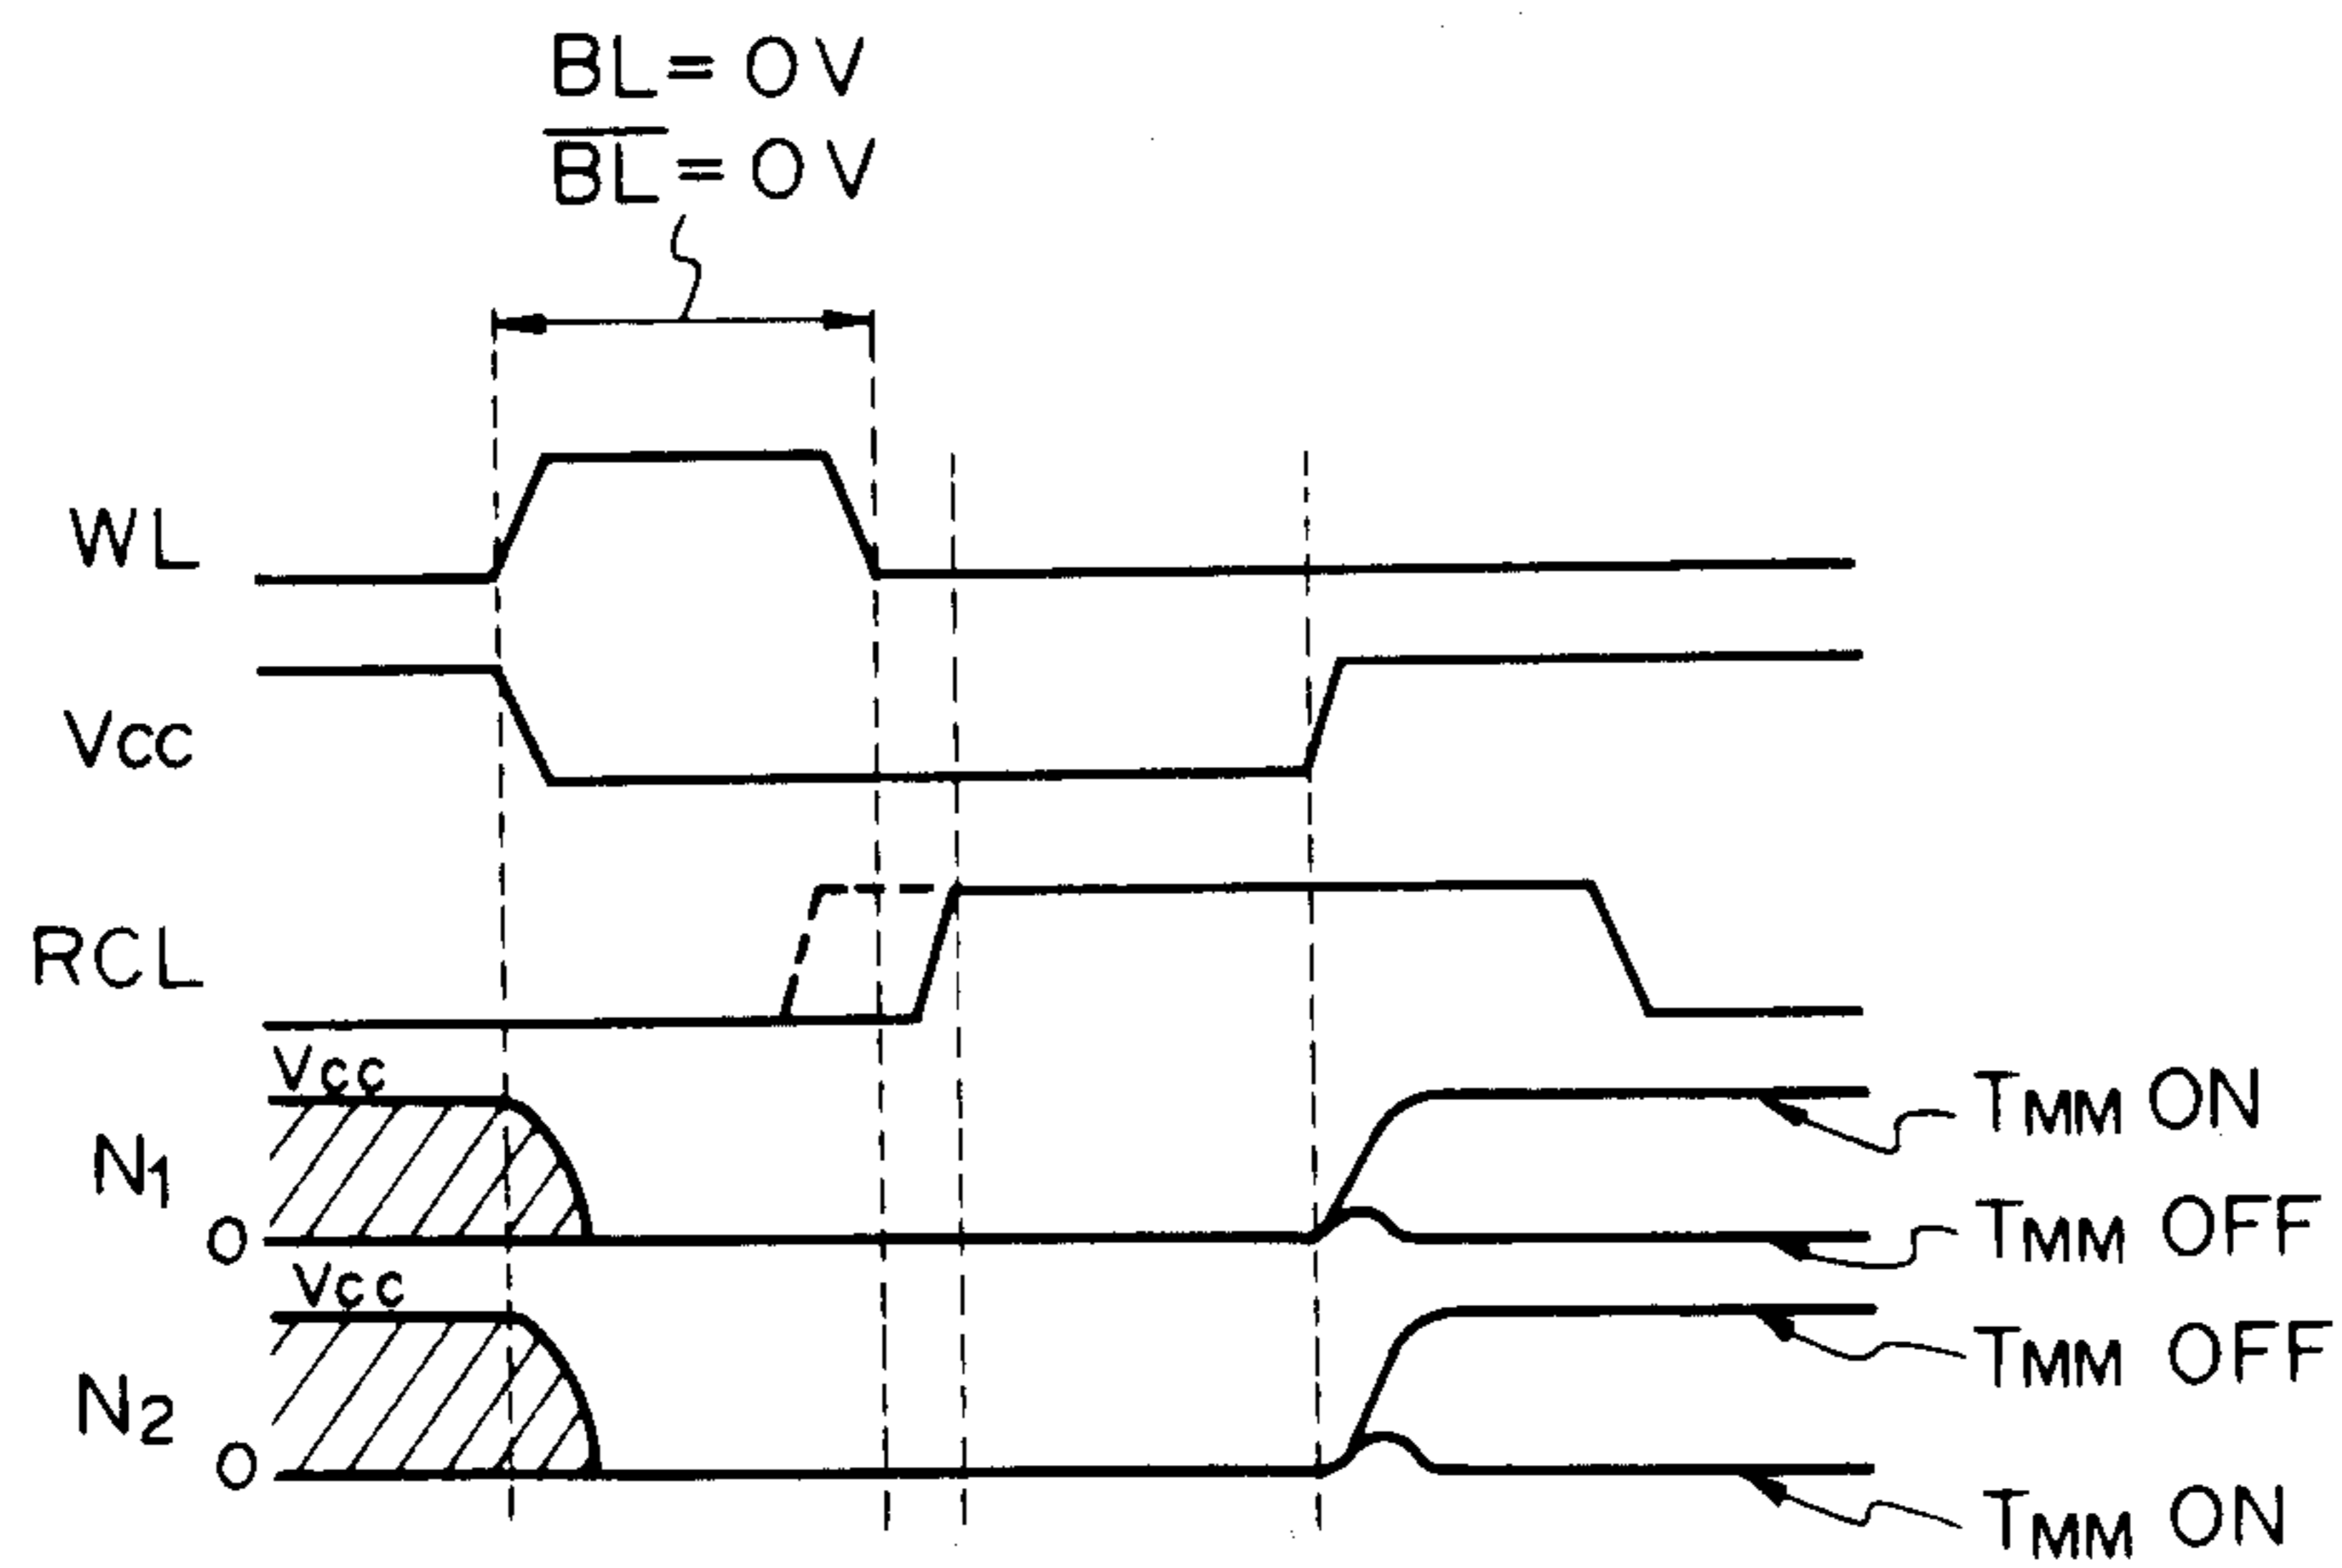 BL = 0 V
B̅L̅ = 0 V
WL
Vcc
RCL
Vcc
N1
0
TMM ON
TMM OFF
Vcc
N2
0
TMM OFF
TMM ON